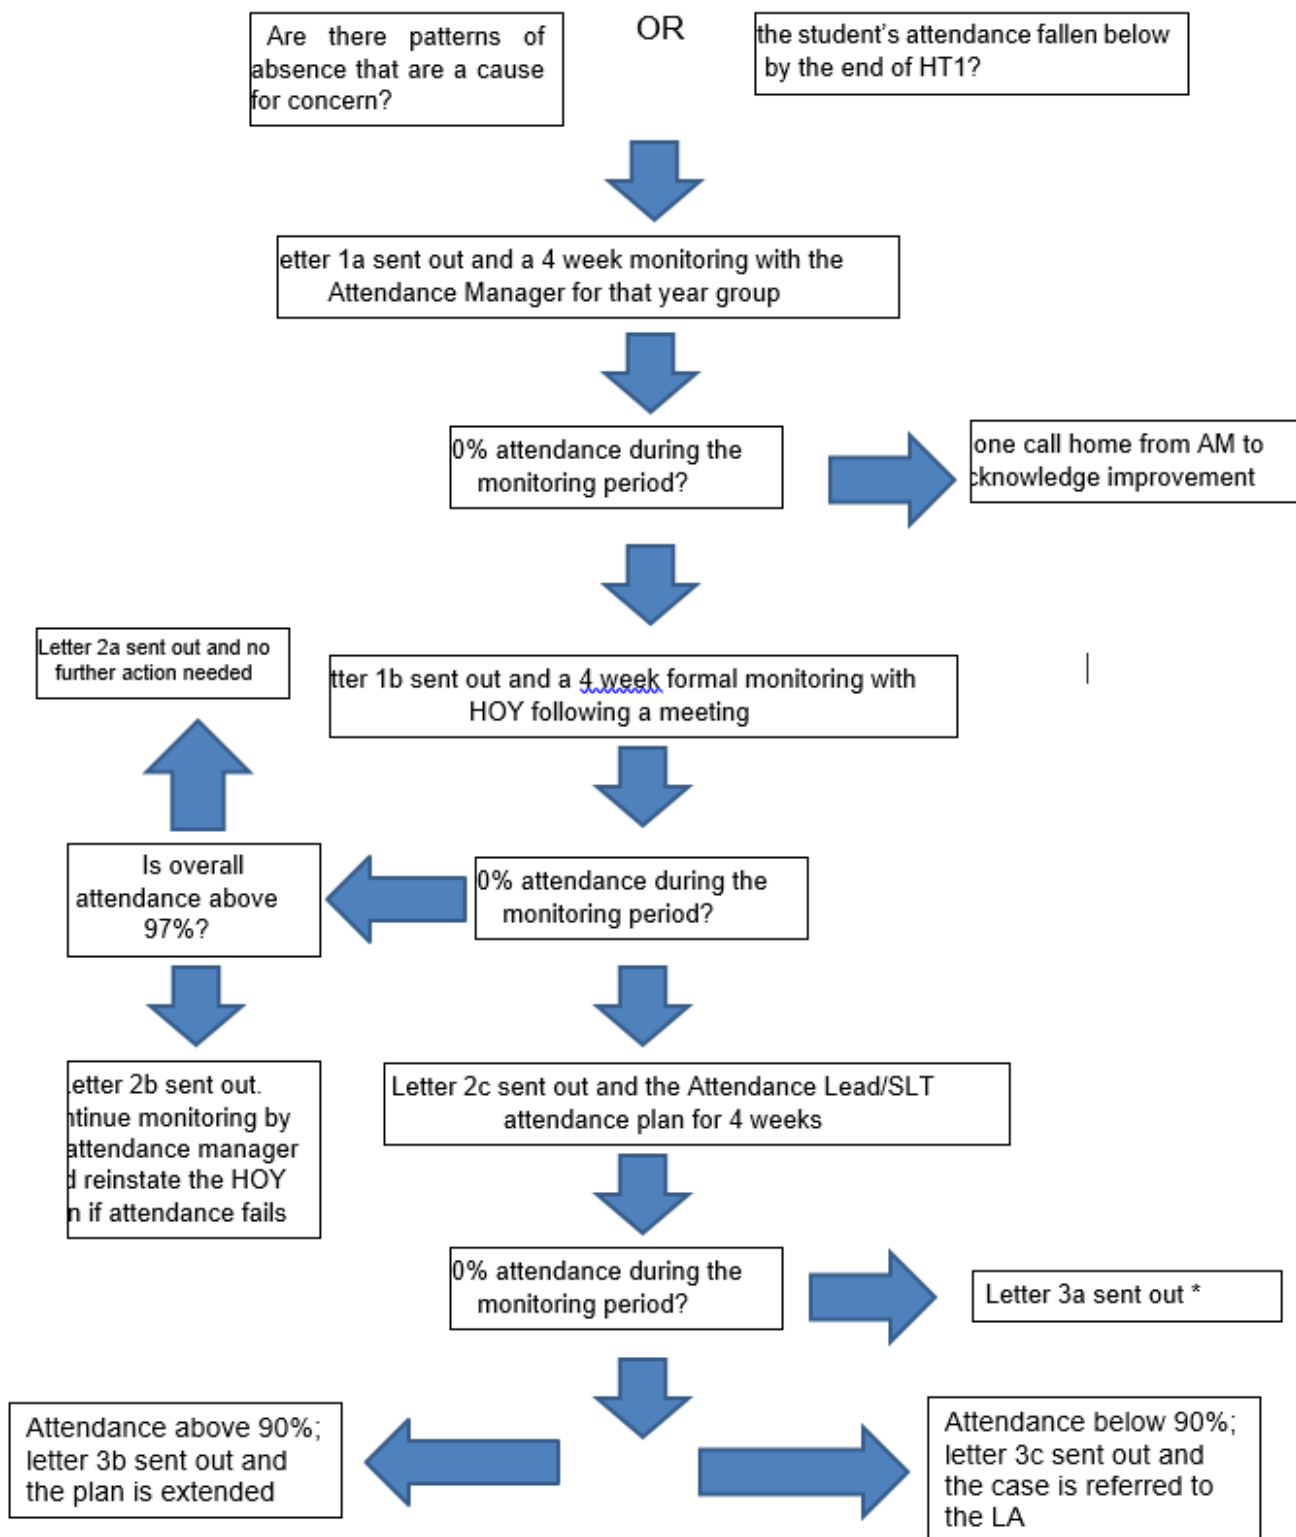 Are there patterns of
absence that are a cause
for concern?
OR
the student's attendance fallen below
by the end of HT1?
etter 1a sent out and a 4 week monitoring with the
Attendance Manager for that year group
0% attendance during the
monitoring period?
one call home from AM to
cknowledge improvement
Letter 2a sent out and no
further action needed
tter 1b sent out and a 4 week formal monitoring with
HOY following a meeting
Is overall
attendance above
97%?
0% attendance during the
monitoring period?
etter 2b sent out.
ntinue monitoring by
attendance manager
d reinstate the HOY
n if attendance fails
Letter 2c sent out and the Attendance Lead/SLT
attendance plan for 4 weeks
0% attendance during the
monitoring period?
Letter 3a sent out *
Attendance above 90%;
letter 3b sent out and
the plan is extended
Attendance below 90%;
letter 3c sent out and
the case is referred to
the LA